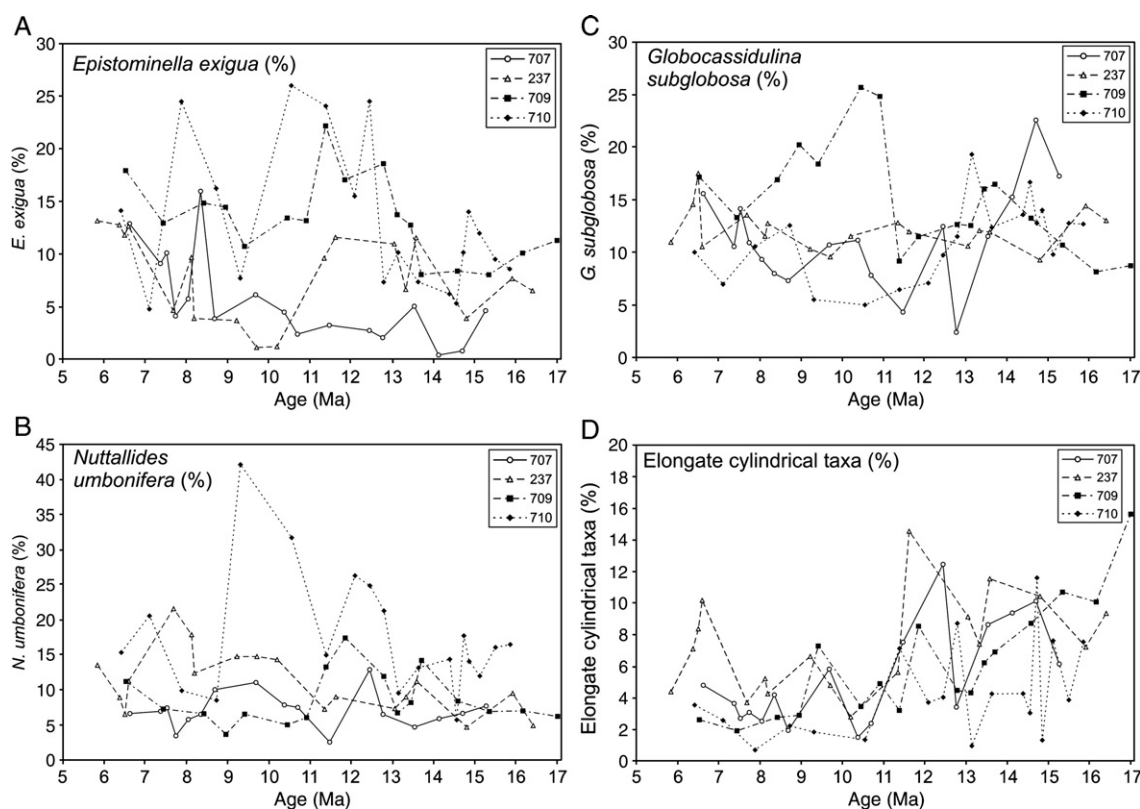 A
Epistominella exigua (%)
707
237
709
710
E. exigua (%)
30
25
20
15
10
5
0
5 6 7 8 9 10 11 12 13 14 15 16 17
Age (Ma)
C
Globocassidulina
subglobosa (%)
707
237
709
710
G. subglobosa (%)
30
25
20
15
10
5
0
5 6 7 8 9 10 11 12 13 14 15 16 17
Age (Ma)
B
Nuttallides
umbonifera (%)
707
237
709
710
N. umbonifera (%)
45
40
35
30
25
20
15
10
5
0
5 6 7 8 9 10 11 12 13 14 15 16 17
Age (Ma)
D
Elongate cylindrical taxa (%)
707
237
709
710
Elongate cylindrical taxa (%)
20
18
16
14
12
10
8
6
4
2
0
5 6 7 8 9 10 11 12 13 14 15 16 17
Age (Ma)